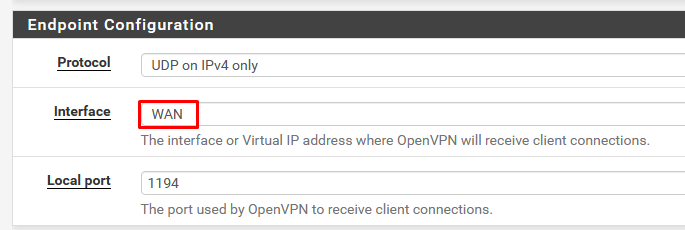 Endpoint Configuration
Protocol
UDP on IPv4 only
Interface
WAN
The interface or Virtual IP address where OpenVPN will receive client connections.
Local port
1194
The port used by OpenVPN to receive client connections.